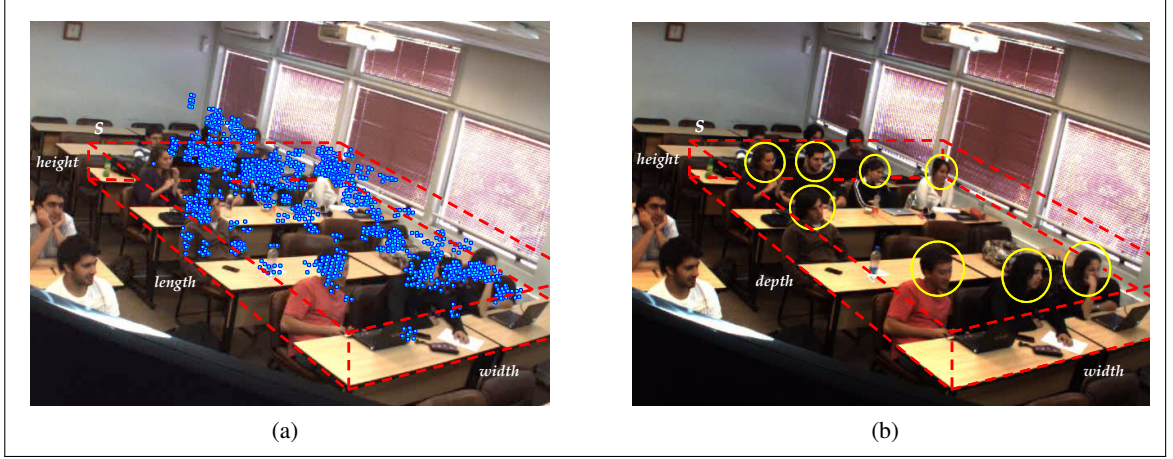 S
height
length
width
(a)
S
height
depth
width
(b)